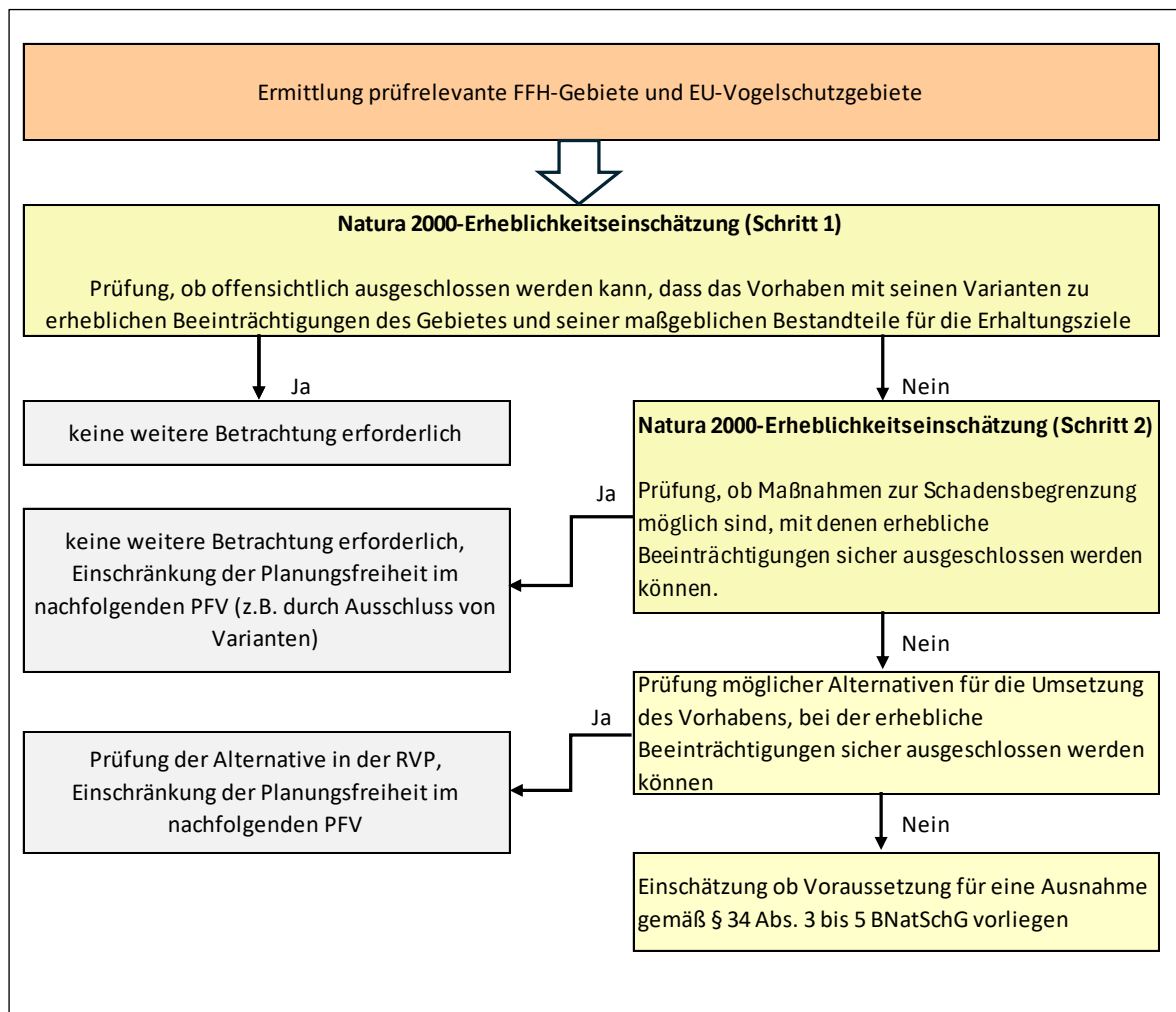 Ermittlung prüfrelevante FFH-Gebiete und EU-Vogelschutzgebiete
Natura 2000-Erheblichkeitseinschätzung (Schritt 1)
Prüfung, ob offensichtlich ausgeschlossen werden kann, dass das Vorhaben mit seinen Varianten zu
erheblichen Beeinträchtigungen des Gebietes und seiner maßgeblichen Bestandteile für die Erhaltungsziele
Ja
Nein
keine weitere Betrachtung erforderlich
Natura 2000-Erheblichkeitseinschätzung (Schritt 2)
Prüfung, ob Maßnahmen zur Schadensbegrenzung
möglich sind, mit denen erhebliche
Beeinträchtigungen sicher ausgeschlossen werden
können.
Ja
keine weitere Betrachtung erforderlich,
Einschränkung der Planungsfreiheit im
nachfolgenden PFV (z.B. durch Ausschluss von
Varianten)
Nein
Prüfung möglicher Alternativen für die Umsetzung
des Vorhabens, bei der erhebliche
Beeinträchtigungen sicher ausgeschlossen werden
können
Ja
Prüfung der Alternative in der RVP,
Einschränkung der Planungsfreiheit im
nachfolgenden PFV
Nein
Einschätzung ob Voraussetzung für eine Ausnahme
gemäß § 34 Abs. 3 bis 5 BNatSchG vorliegen